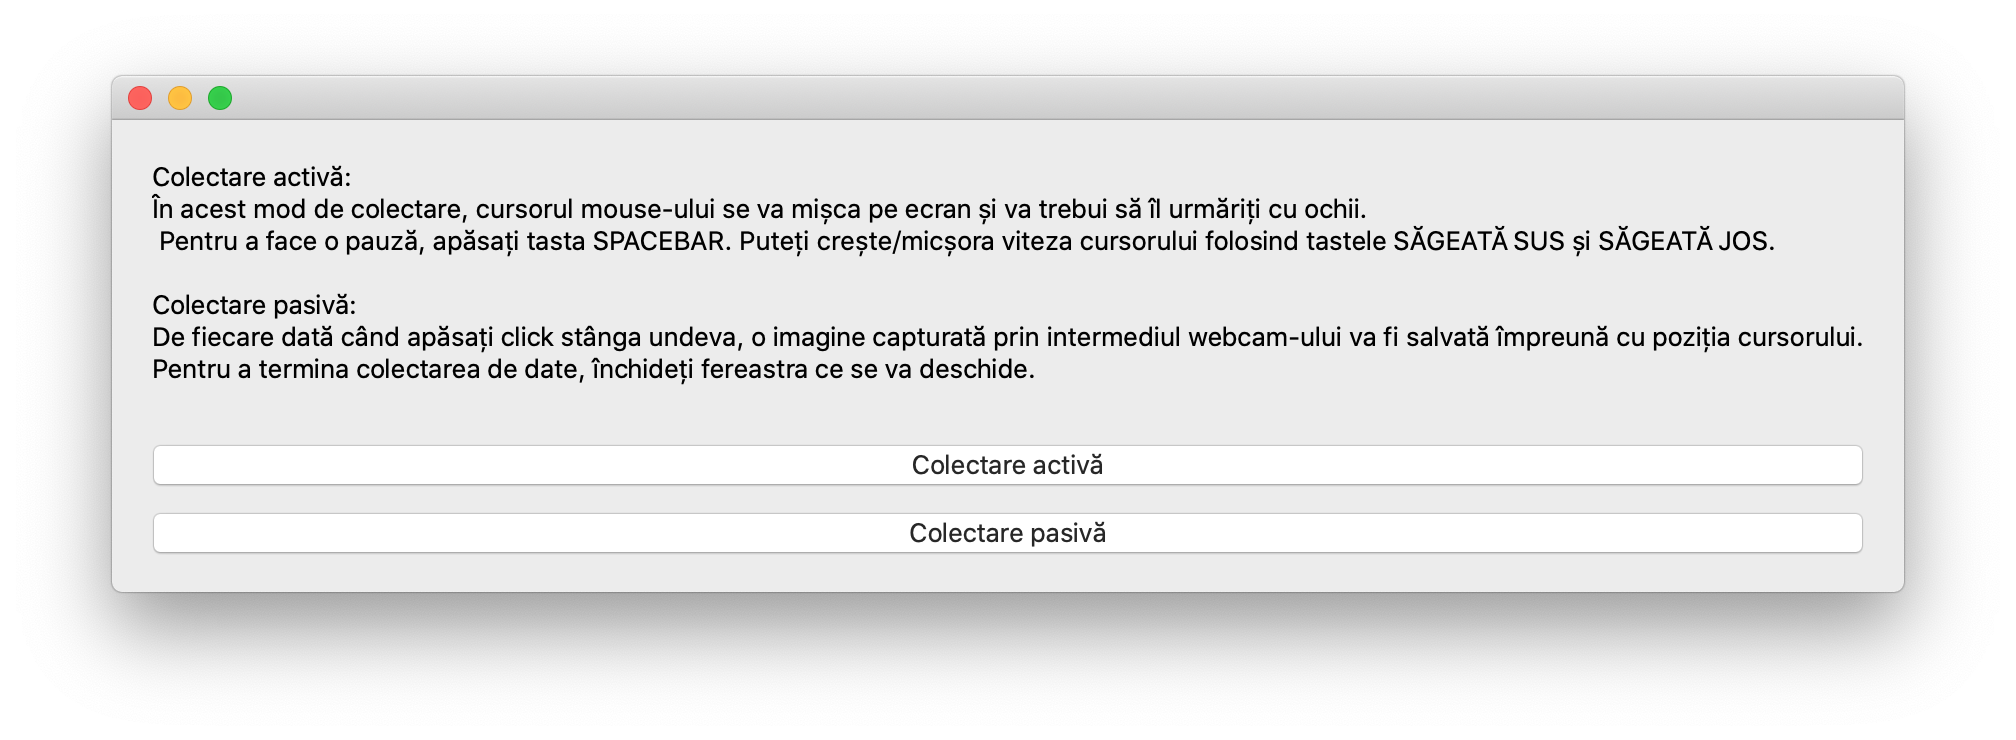 Colectare activă:
În acest mod de colectare, cursorul mouse-ului se va mișca pe ecran și va trebui să îl urmăriți cu ochii.
Pentru a face o pauză, apăsați tasta SPACEBAR. Puteți crește/micșora viteza cursorului folosind tastele SĂGEATĂ SUS și SĂGEATĂ JOS.
Colectare pasivă:
De fiecare dată când apăsați click stânga undeva, o imagine capturată prin intermediul webcam-ului va fi salvată împreună cu poziția cursorului.
Pentru a termina colectarea de date, închideți fereastra ce se va deschide.
Colectare activă
Colectare pasivă